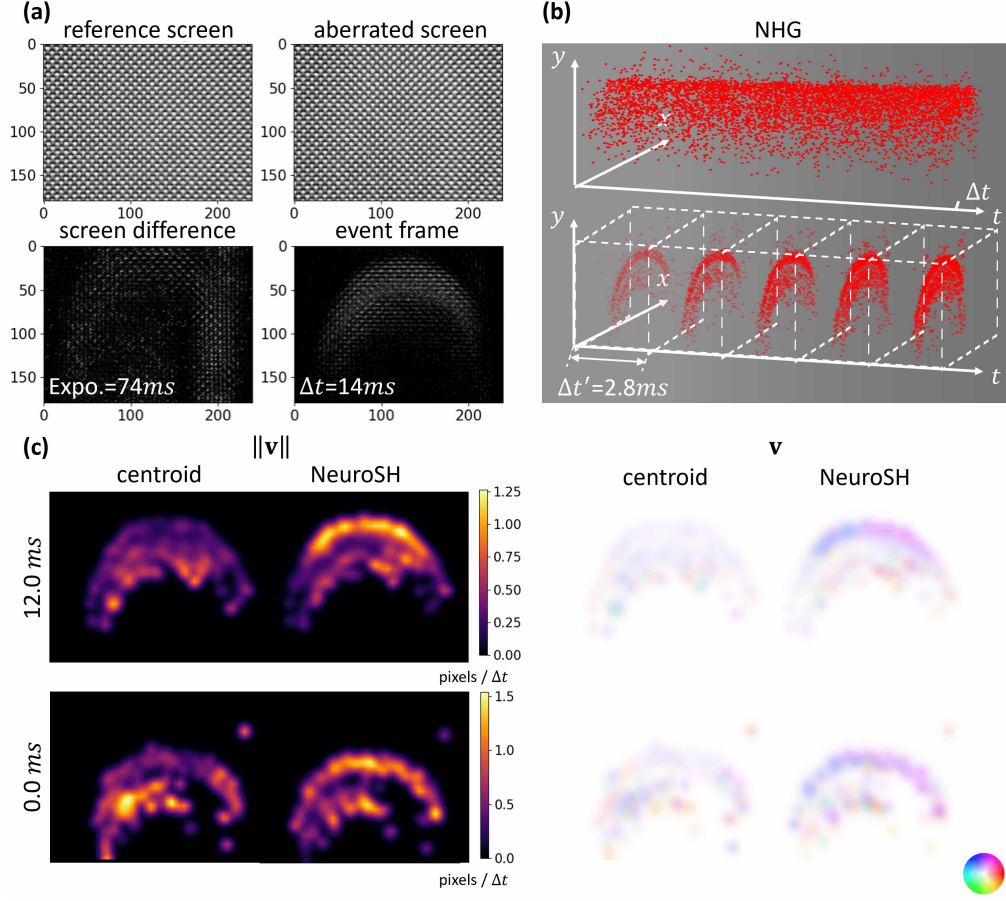 (a)
reference screen
aberrated screen
0
50
100
150
0
100
200
0
50
100
150
0
100
200
screen difference
event frame
0
50
100
150
Expo.=74ms
0
100
200
0
50
100
150
Δt=14ms
0
100
200
(b)
NHG
y
x
Δt
t
y
x
t
Δt′=2.8ms
(c)
‖v‖
centroid
NeuroSH
12.0 ms
1.25
1.00
0.75
0.50
0.25
0.00
pixels / Δt
0.0 ms
1.5
1.0
0.5
0.0
pixels / Δt
v
centroid
NeuroSH